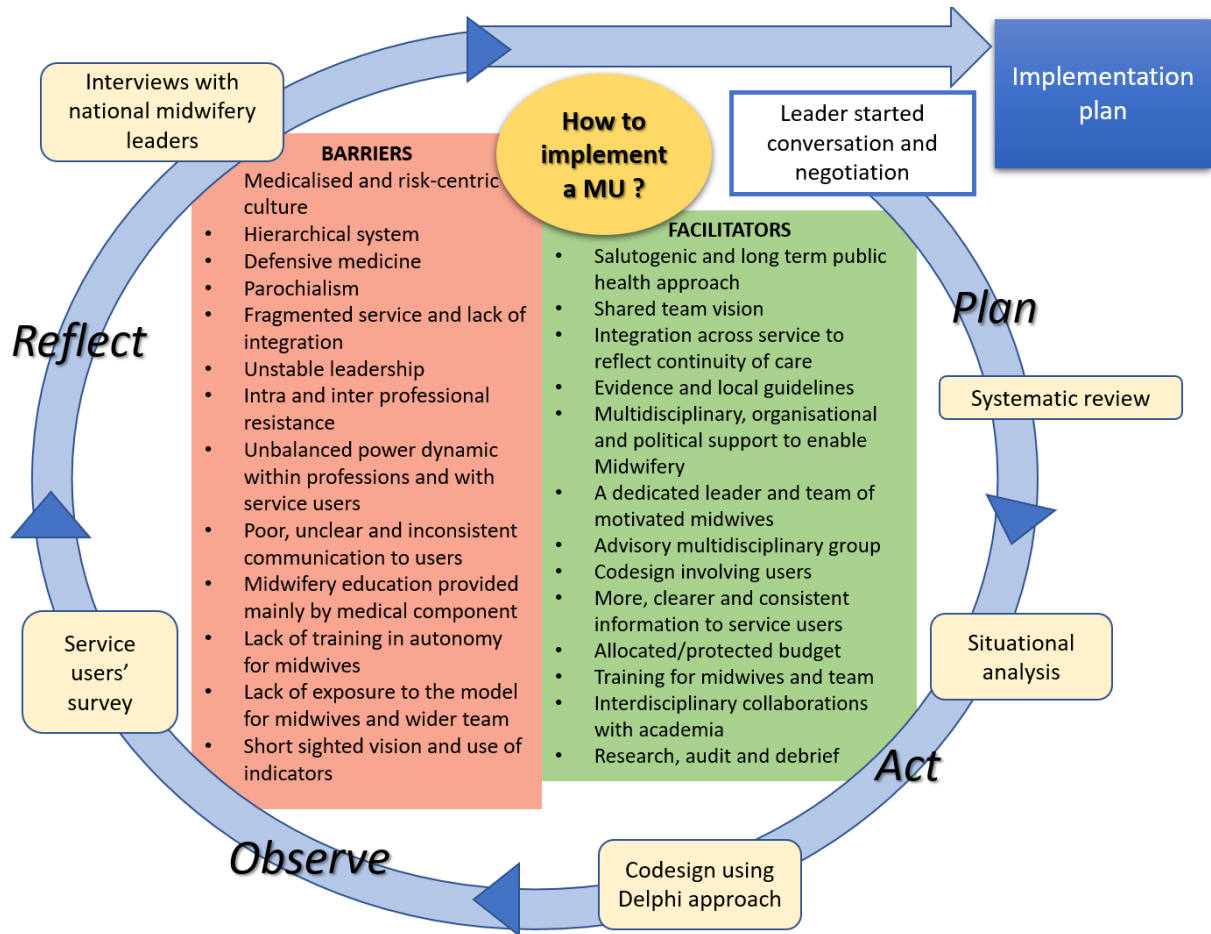 Interviews with
national midwifery
leaders
How to
implement
a MU ?
Leader started
conversation and
negotiation
Implementation
plan
BARRIERS
Medicalised and risk-centric
culture
• Hierarchical system
• Defensive medicine
• Parochialism
• Fragmented service and lack of
integration
• Unstable leadership
• Intra and inter professional
resistance
• Unbalanced power dynamic
within professions and with
service users
• Poor, unclear and inconsistent
communication to users
• Midwifery education provided
mainly by medical component
• Lack of training in autonomy
for midwives
• Lack of exposure to the model
for midwives and wider team
• Short sighted vision and use of
indicators
FACILITATORS
• Salutogenic and long term public
health approach
• Shared team vision
• Integration across service to
reflect continuity of care
• Evidence and local guidelines
• Multidisciplinary, organisational
and political support to enable
Midwifery
• A dedicated leader and team of
motivated midwives
• Advisory multidisciplinary group
• Codesign involving users
• More, clearer and consistent
information to service users
• Allocated/protected budget
• Training for midwives and team
• Interdisciplinary collaborations
with academia
• Research, audit and debrief
Plan
Systematic review
Situational
analysis
Act
Codesign using
Delphi approach
Observe
Service
users'
survey
Reflect